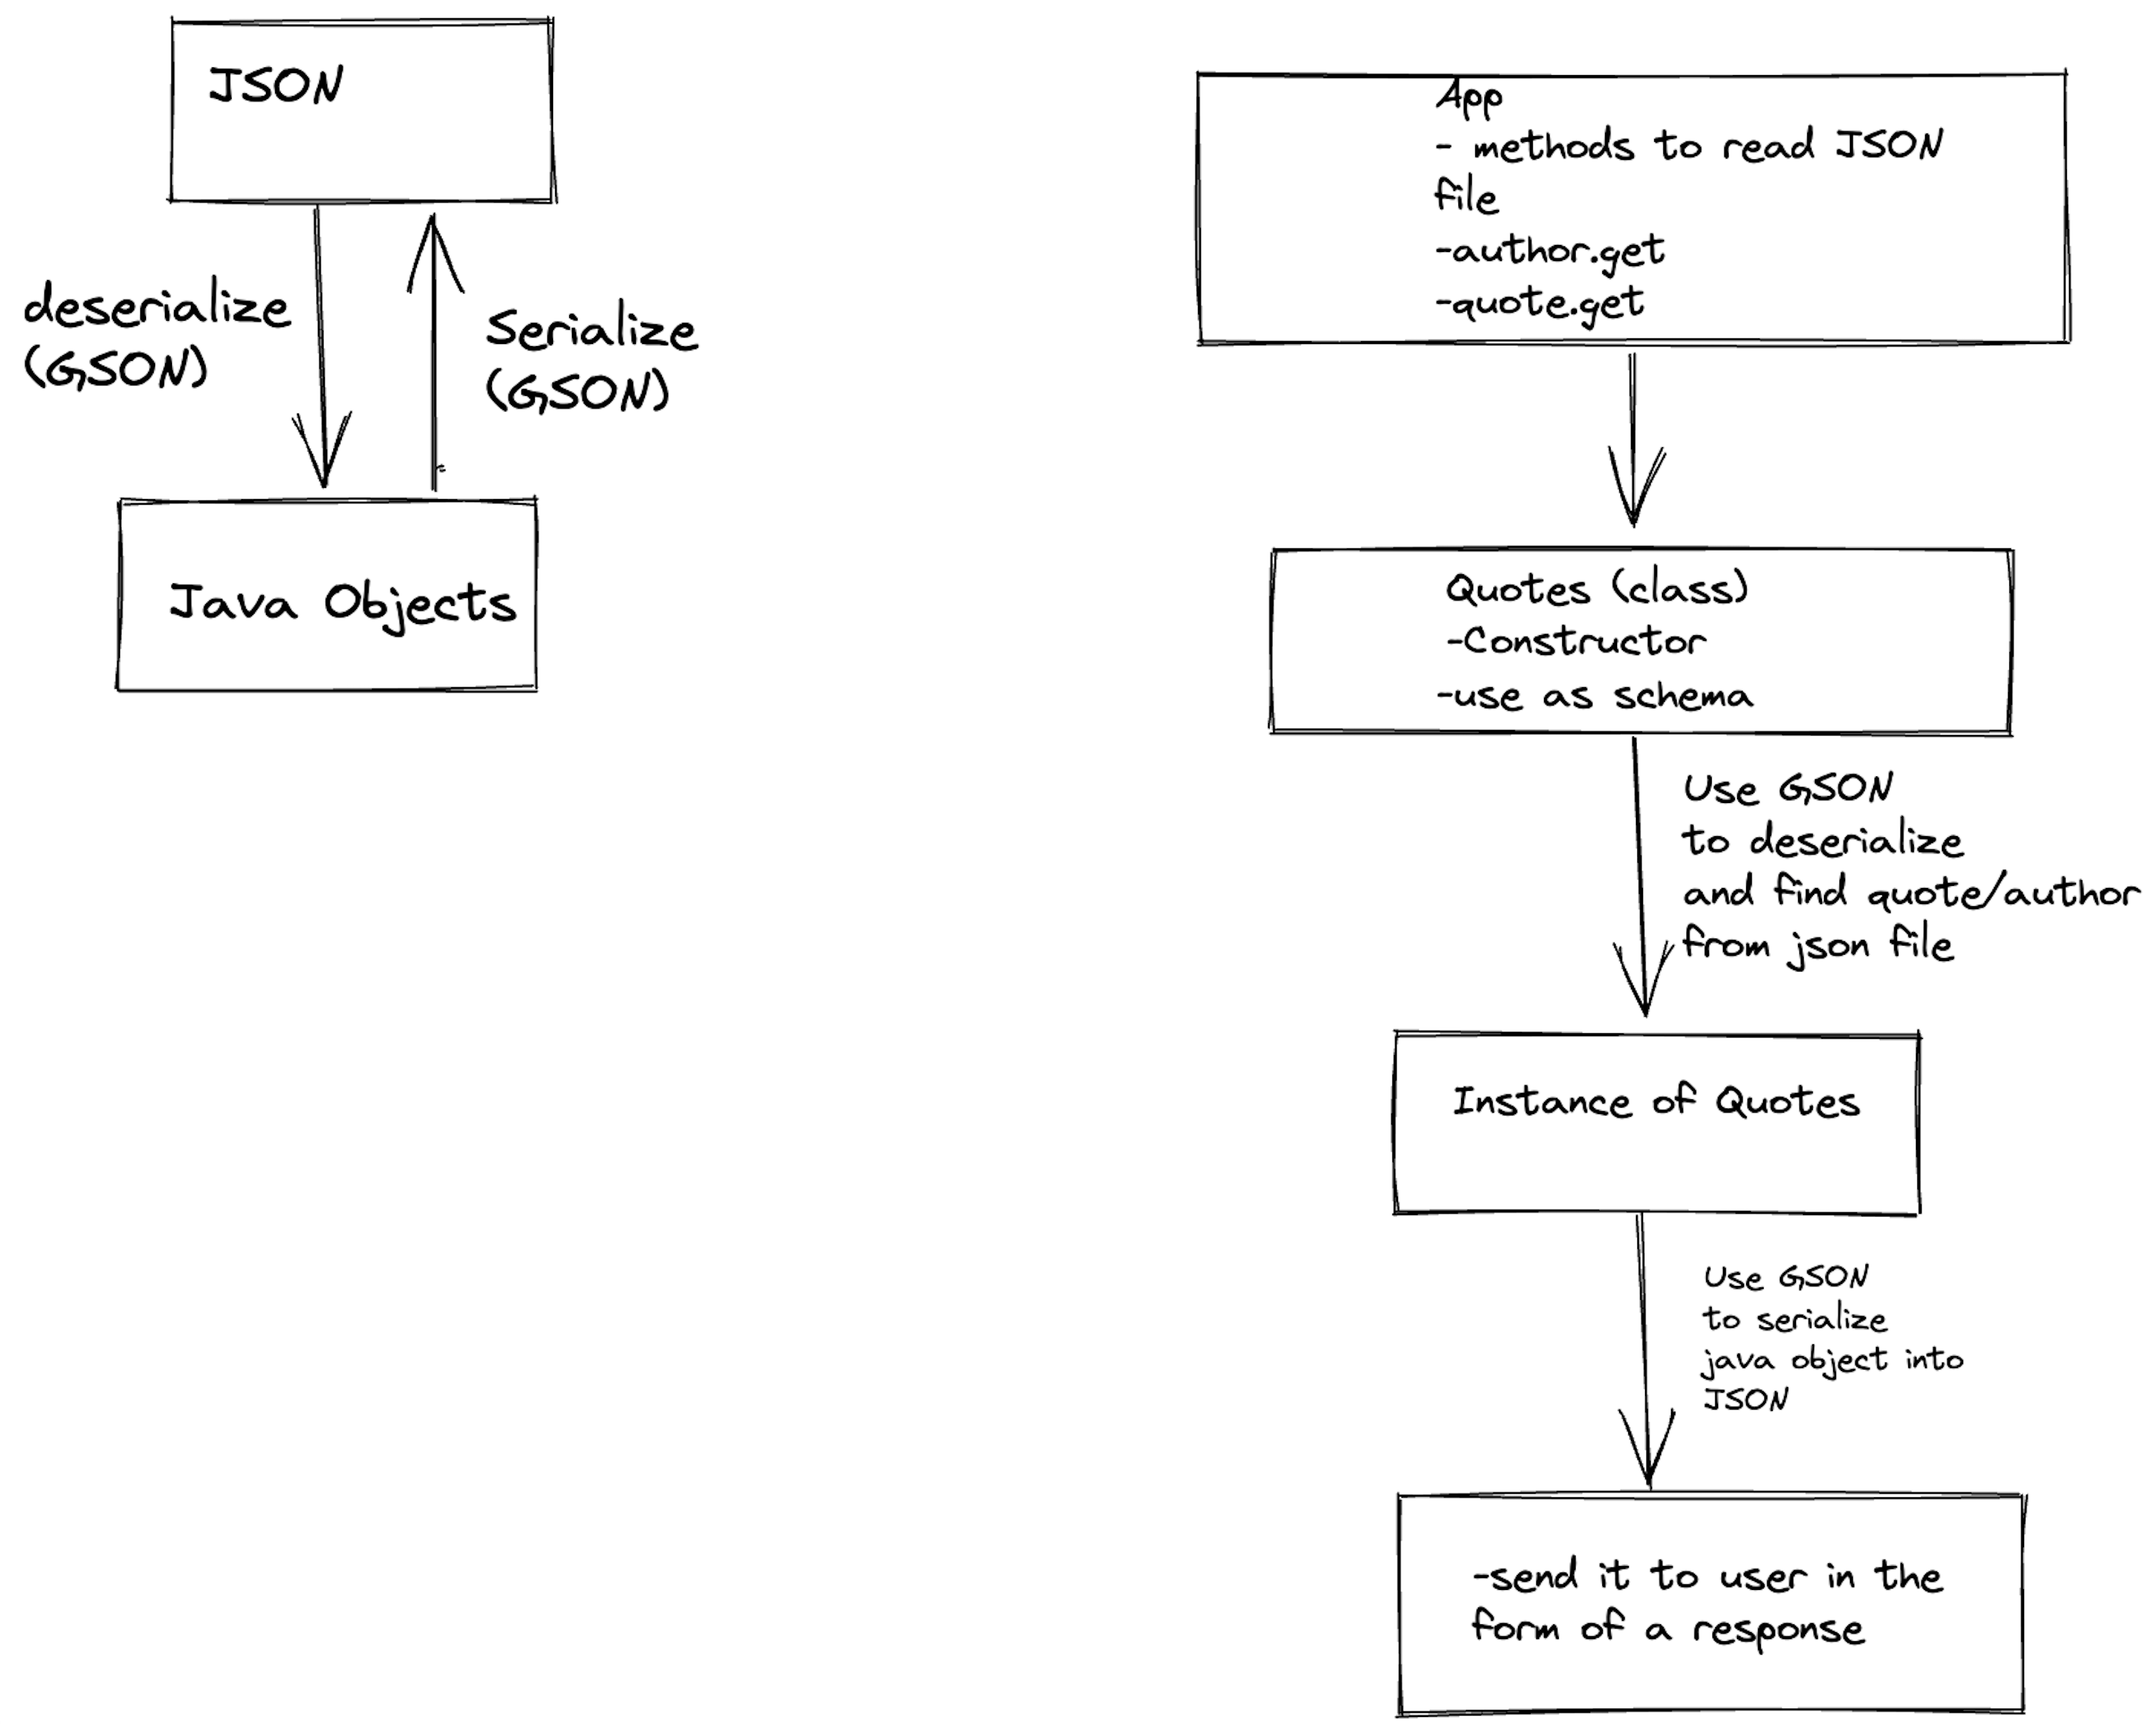 JSON
deserialize
(GSON)
Serialize
(GSON)
Java Objects
App
- methods to read JSON
file
-author.get
-quote.get
Quotes (class)
-Constructor
-use as schema
Use GSON
to deserialize
and find quote/author
from json file
Instance of Quotes
Use GSON
to serialize
java object into
JSON
-send it to user in the
form of a response